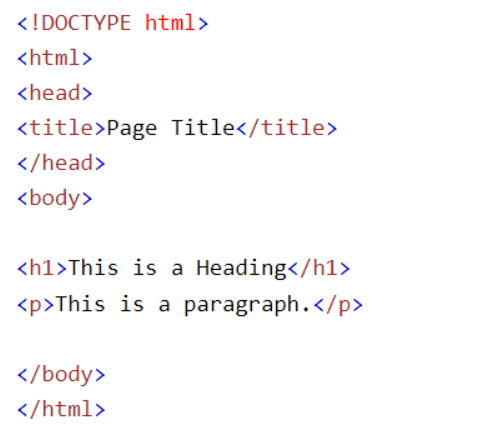 <!DOCTYPE html>
<html>
<head>
<title>Page Title</title>
</head>
<body>
<h1>This is a Heading</h1>
<p>This is a paragraph.</p>
</body>
</html>